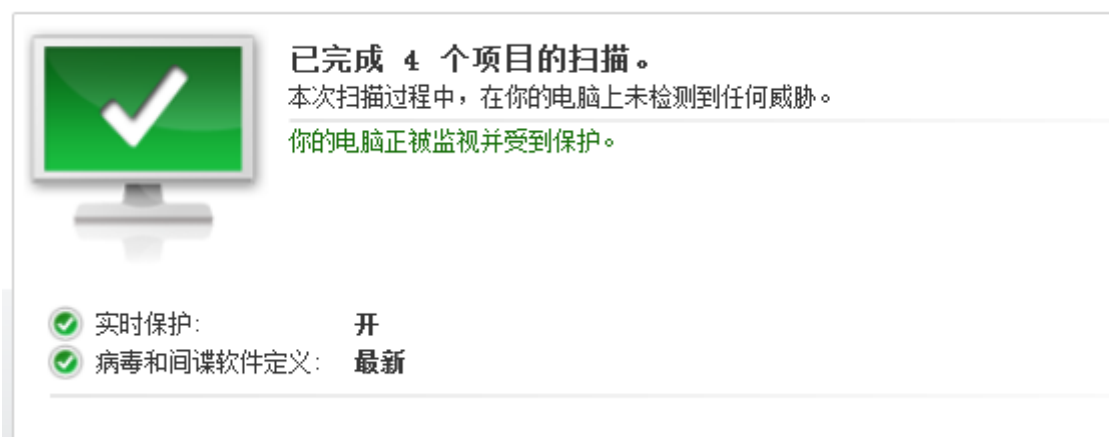 已完成 4 个项目的扫描。
本次扫描过程中，在你的电脑上未检测到任何威胁。
你的电脑正被监视并受到保护。
实时保护: 开
病毒和间谍软件定义: 最新